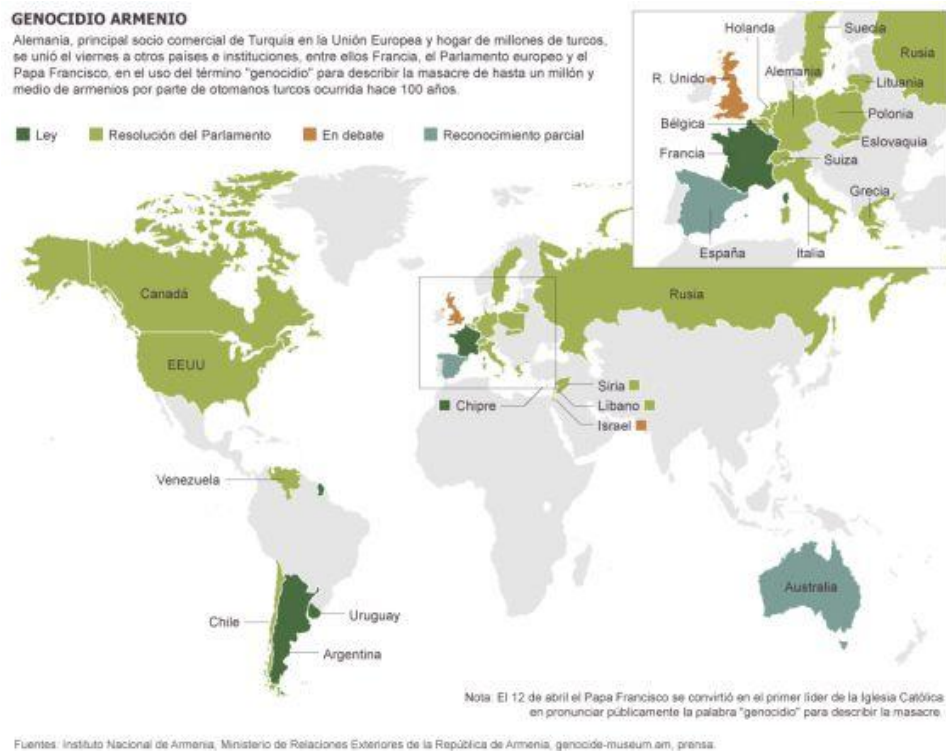 GENOCIDIO ARMENIO
Alemania, principal socio comercial de Turquía en la Unión Europea y hogar de millones de turcos,
se unió el viernes a otros países e instituciones, entre ellos Francia, el Parlamento europeo y el
Papa Francisco, en el uso del término "genocidio" para describir la masacre de hasta un millón y
medio de armenios por parte de otomanos turcos ocurrida hace 100 años.
Ley
Resolución del Parlamento
En debate
Reconocimiento parcial
Holanda
Suecia
Rusia
R. Unido
Alemania
Lituania
Polonia
Bélgica
Eslovaquia
Francia
Suiza
Grecia
España
Italia
Canadá
Rusia
EEUU
Siria
Chipre
Líbano
Israel
Venezuela
Australia
Chile
Uruguay
Argentina
Nota: El 12 de abril el Papa Francisco se convirtió en el primer líder de la Iglesia Católica
en pronunciar públicamente la palabra "genocidio" para describir la masacre.
Fuentes: Instituto Nacional de Armenia, Ministerio de Relaciones Exteriores de la República de Armenia, genocide-museum.am, prensa.